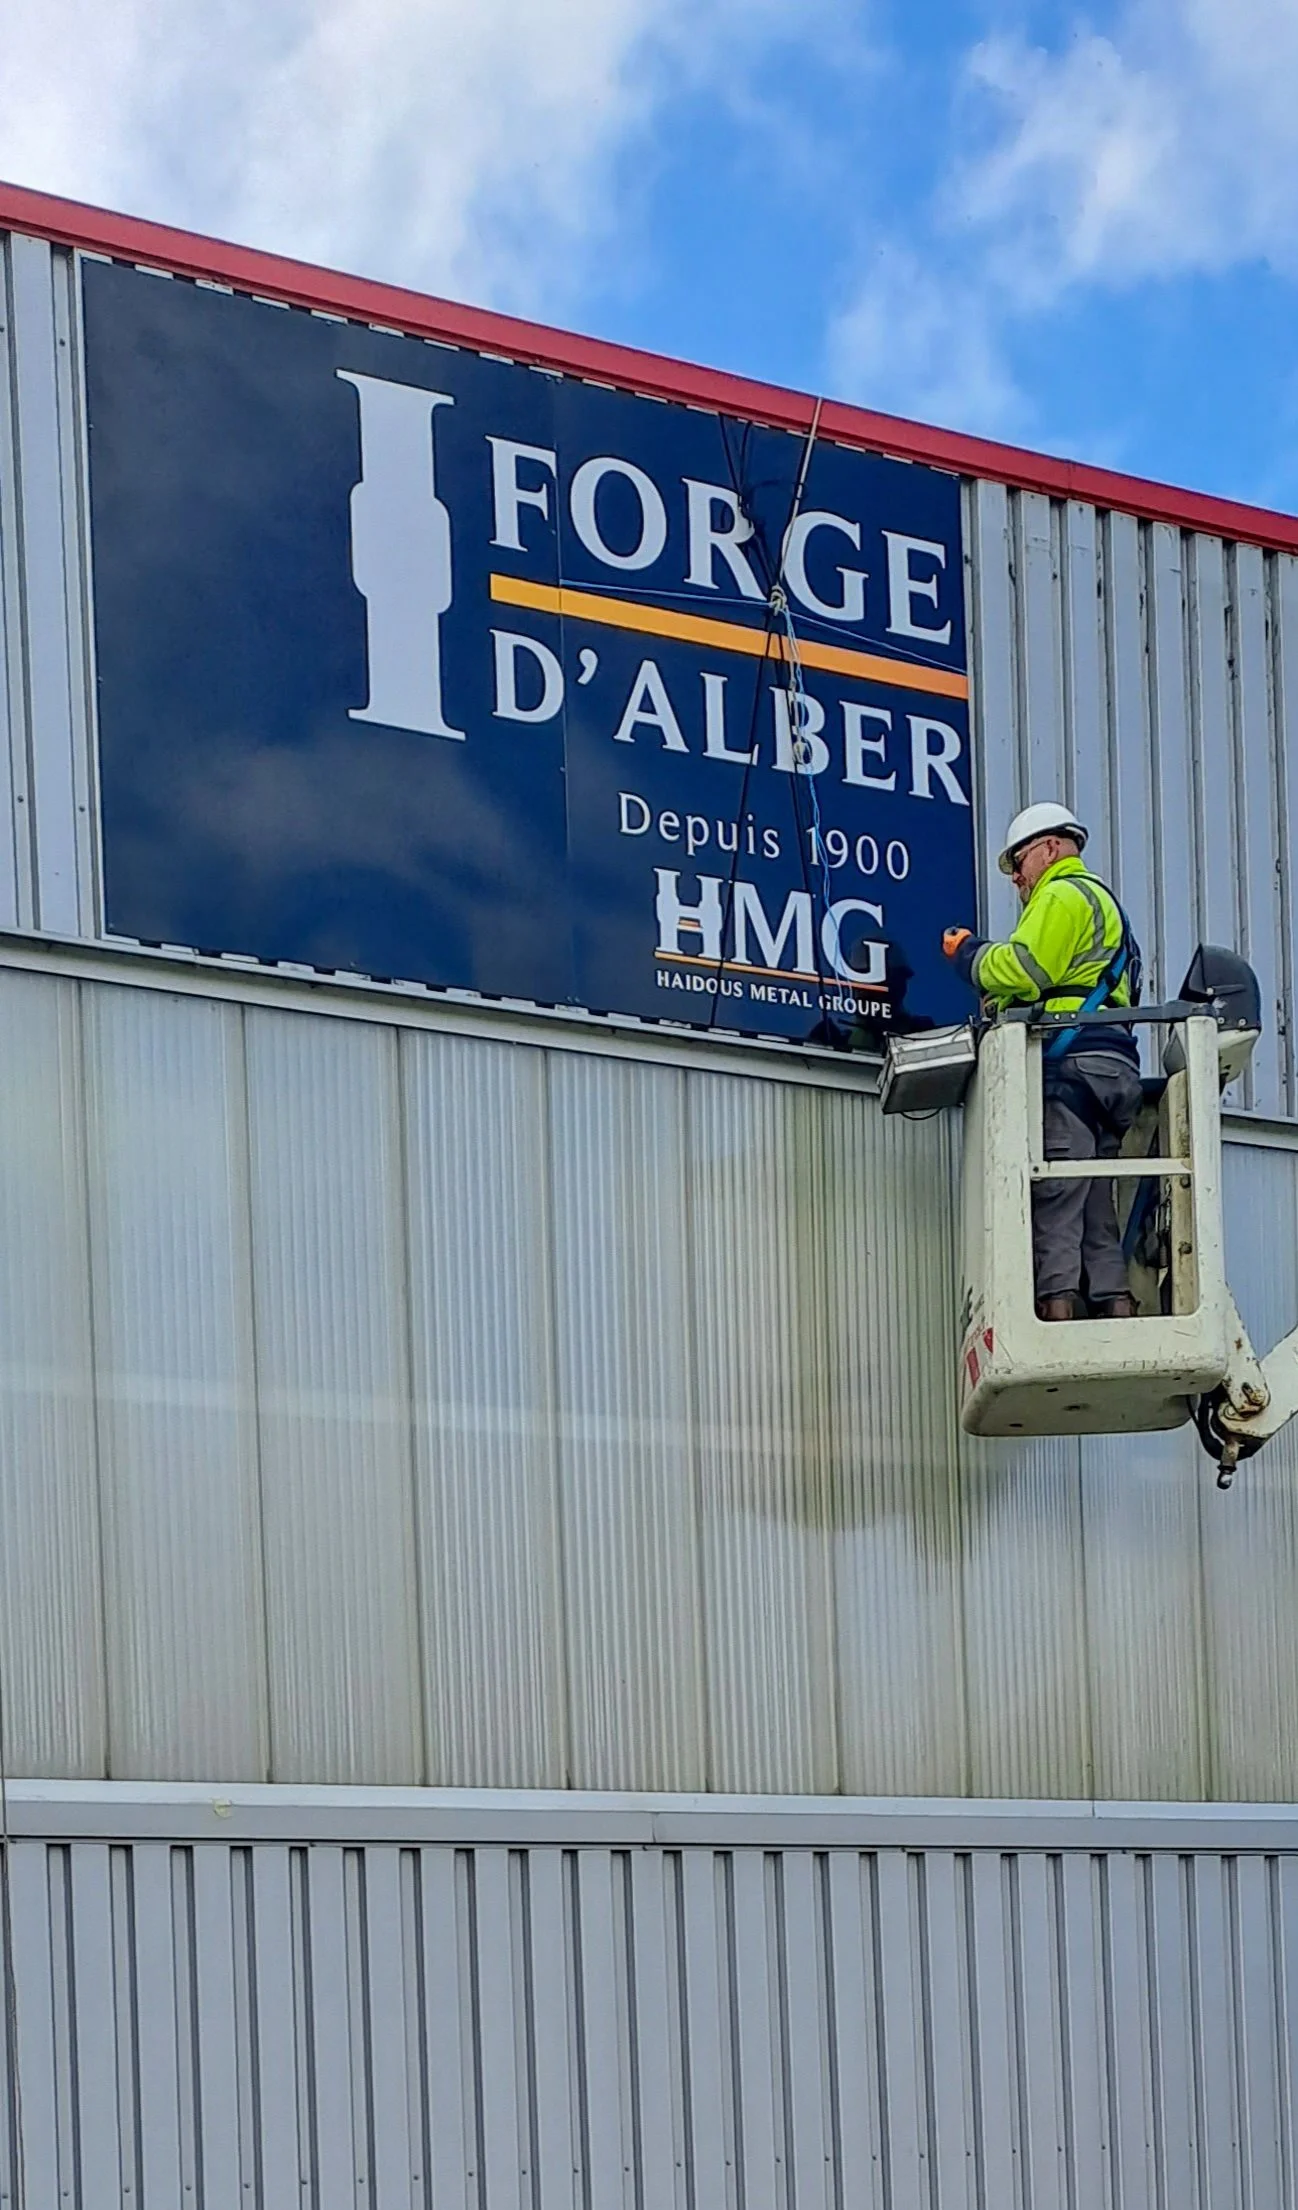 FORGE
D'ALBER
Depuis 1900
HMG
HAIDOUS METAL GROUPE